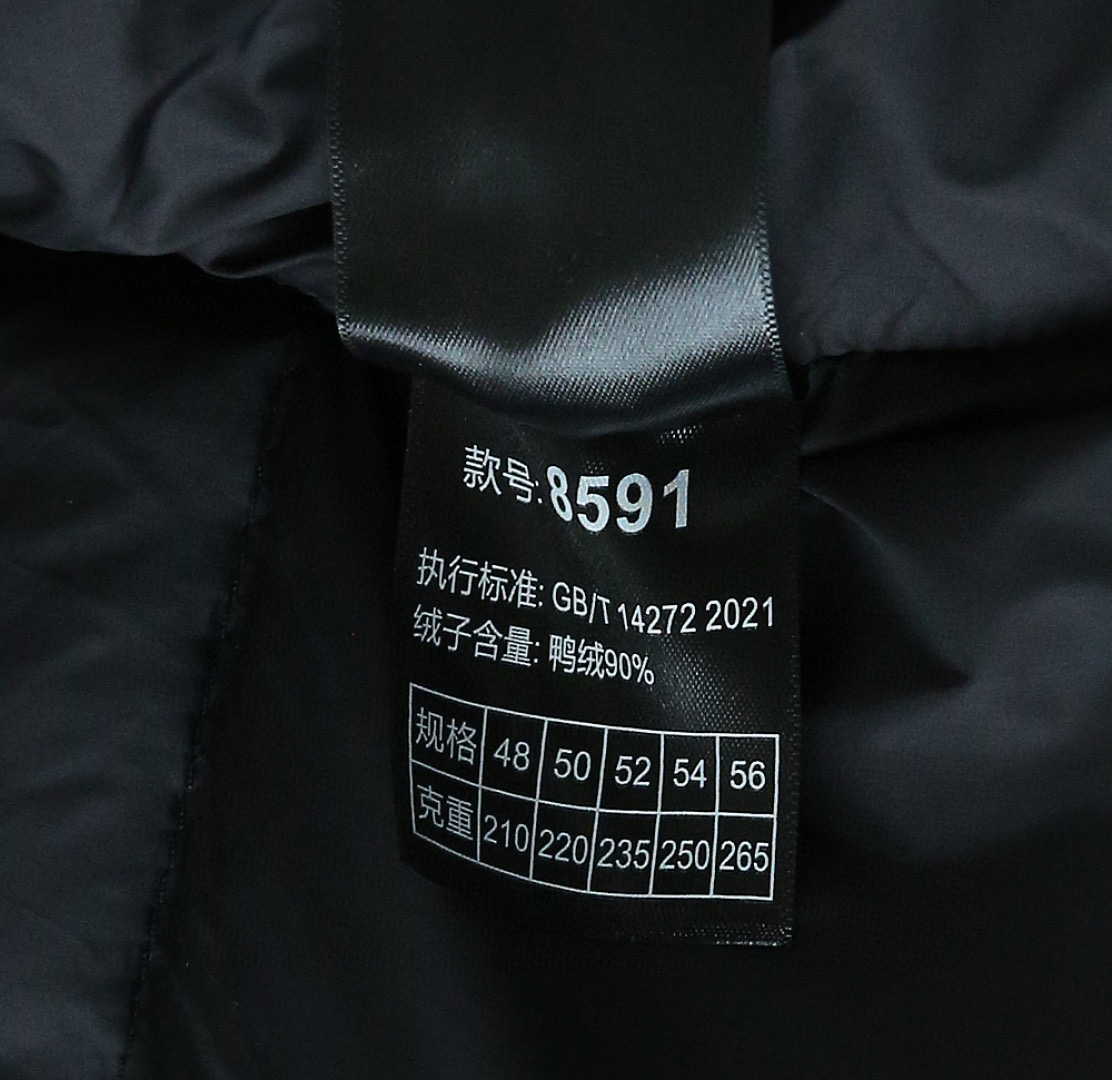 款号:8591
执行标准: GB/T 14272 2021
绒子含量: 鸭绒90%
规格 48 50 52 54 56
克重 210 220 235 250 265